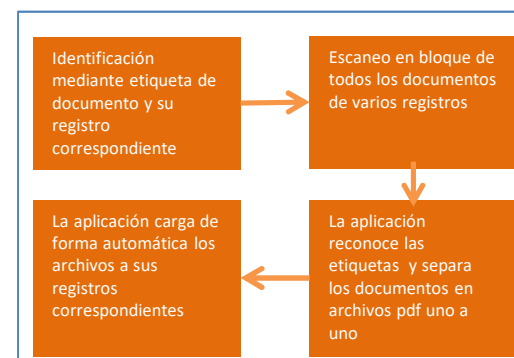 Identificación
mediante etiqueta de
documento y su
registro
correspondiente
Escaneo en bloque de
todos los documentos
de varios registros
La aplicación
reconoce las
etiquetas y separa
los documentos en
archivos pdf uno a
uno
La aplicación carga de
forma automática los
archivos a sus
registros
correspondientes